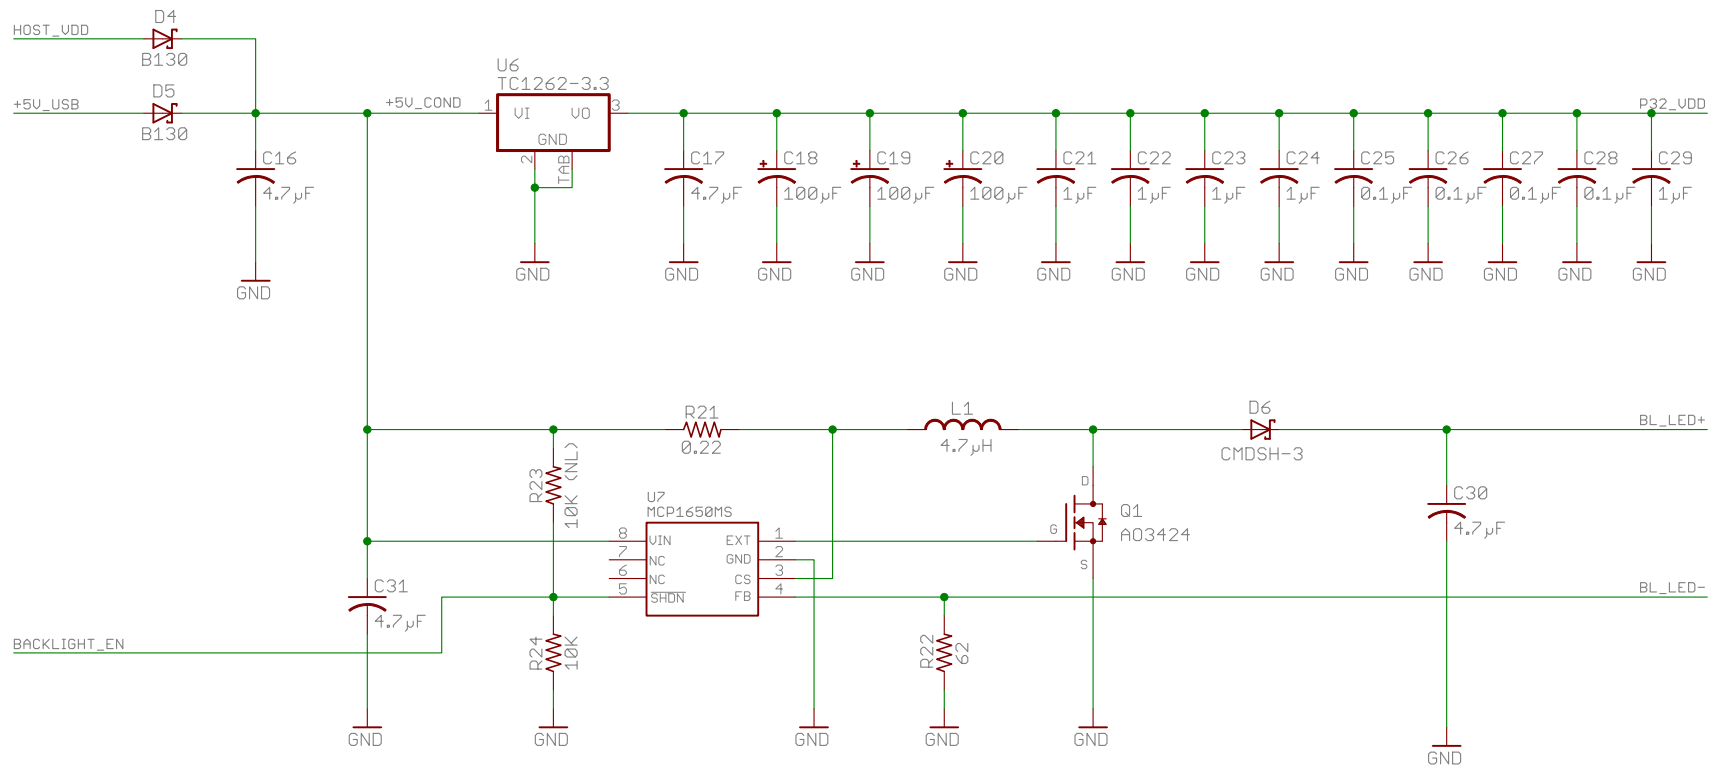 D4
HOST_VDD
B130
D5
+5V_USB
B130
+5V_COND
U6
TC1262-3.3
1
VI
VO
3
GND
2
TAB
GND
P32_VDD
C16
4.7µF
GND
C17
4.7µF
GND
C18
100µF
GND
C19
100µF
GND
C20
100µF
GND
C21
1µF
GND
C22
1µF
GND
C23
1µF
GND
C24
1µF
GND
C25
0.1µF
GND
C26
0.1µF
GND
C27
0.1µF
GND
C28
0.1µF
GND
C29
1µF
GND
R21
0.22
L1
4.7µH
D6
CMDSH-3
BL_LED+
R23
10K (NL)
U7
MCP1650MS
8
VIN
EXT
1
7
NC
GND
2
6
NC
CS
3
5
SHDN
FB
4
D
G
S
Q1
AO3424
C30
4.7µF
GND
BL_LED-
C31
4.7µF
GND
BACKLIGHT_EN
R24
10K
GND
GND
R22
62
GND
GND